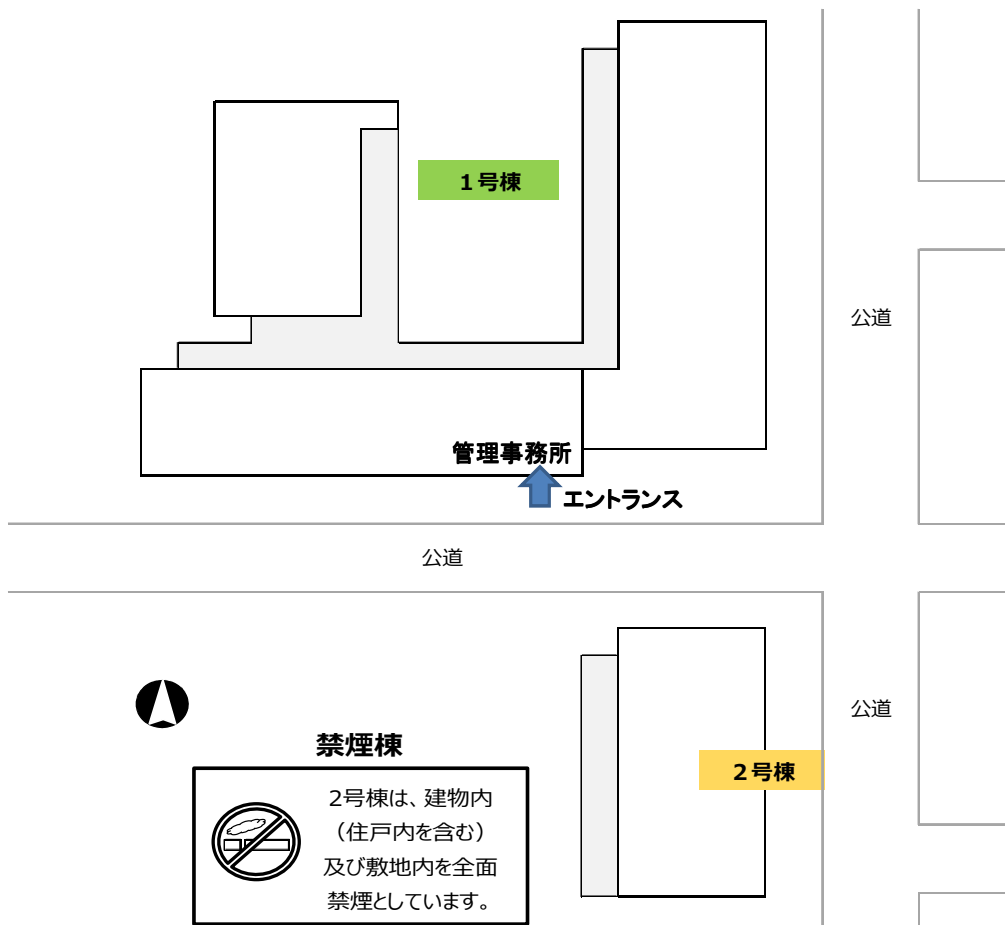 １号棟
公道
管理事務所
エントランス
公道
公道
禁煙棟
２号棟
2号棟は、建物内
（住戸内を含む）
及び敷地内を全面
禁煙としています。